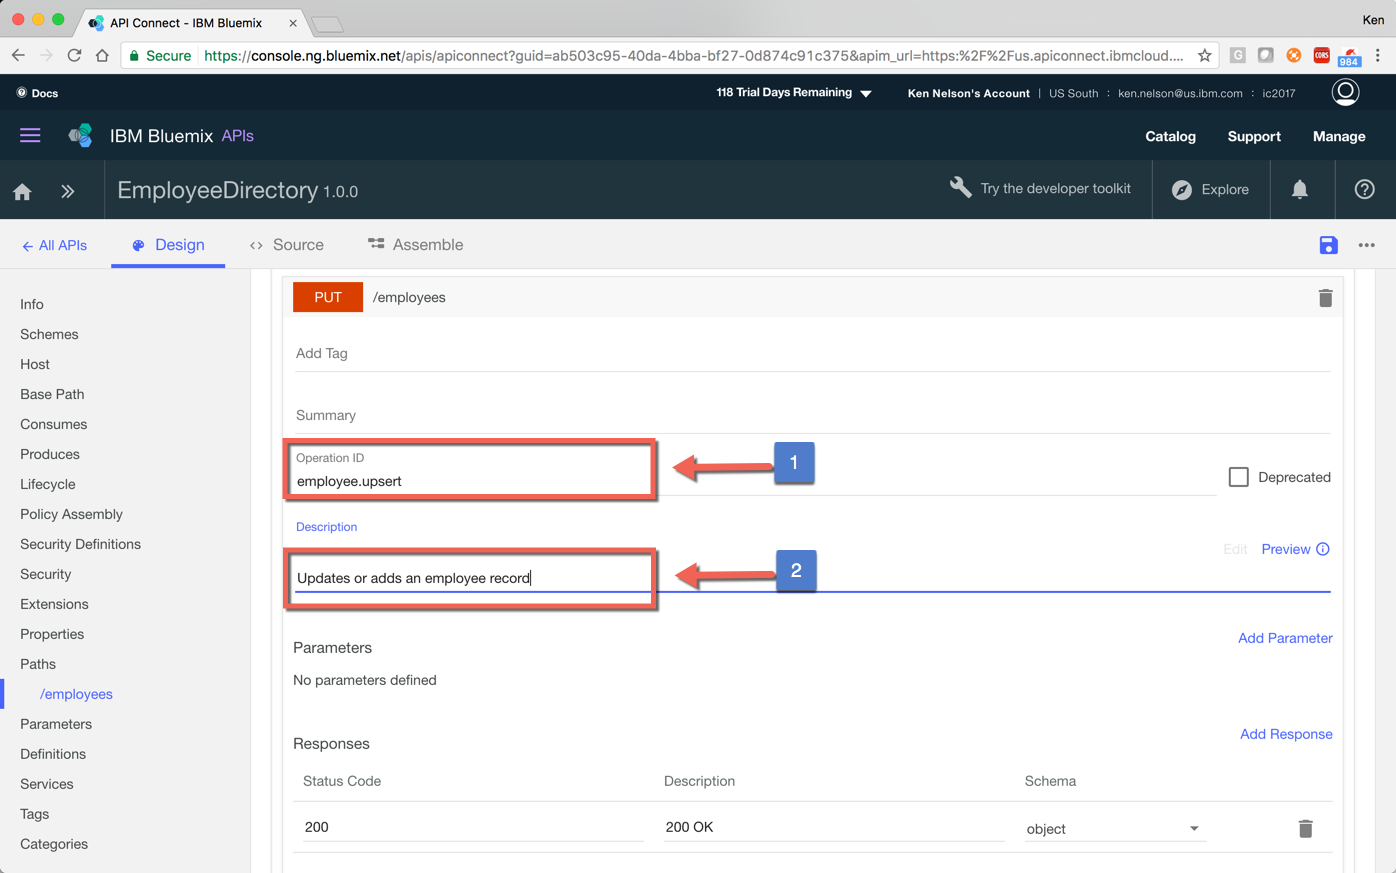 API Connect - IBM Bluemix
Ken
Secure
https://console.ng.bluemix.net/apis/apiconnect?guid=ab503c95-40da-4bba-bf27-0d874c91c375&apim_url=https:%2F%2Fus.apiconnect.ibmcloud....
G
CORS
984
Docs
118 Trial Days Remaining
Ken Nelson's Account | US South : ken.nelson@us.ibm.com : ic2017
IBM Bluemix APIs
Catalog
Support
Manage
EmployeeDirectory 1.0.0
Try the developer toolkit
Explore
← All APIs
Design
Source
Assemble
Info
Schemes
Host
Base Path
Consumes
Produces
Lifecycle
Policy Assembly
Security Definitions
Security
Extensions
Properties
Paths
/employees
Parameters
Definitions
Services
Tags
Categories
PUT /employees
Add Tag
Summary
Operation ID
employee.upsert
1
Deprecated
Description
Edit Preview
Updates or adds an employee record
2
Parameters
Add Parameter
No parameters defined
Responses
Add Response
Status Code Description Schema
200 200 OK object